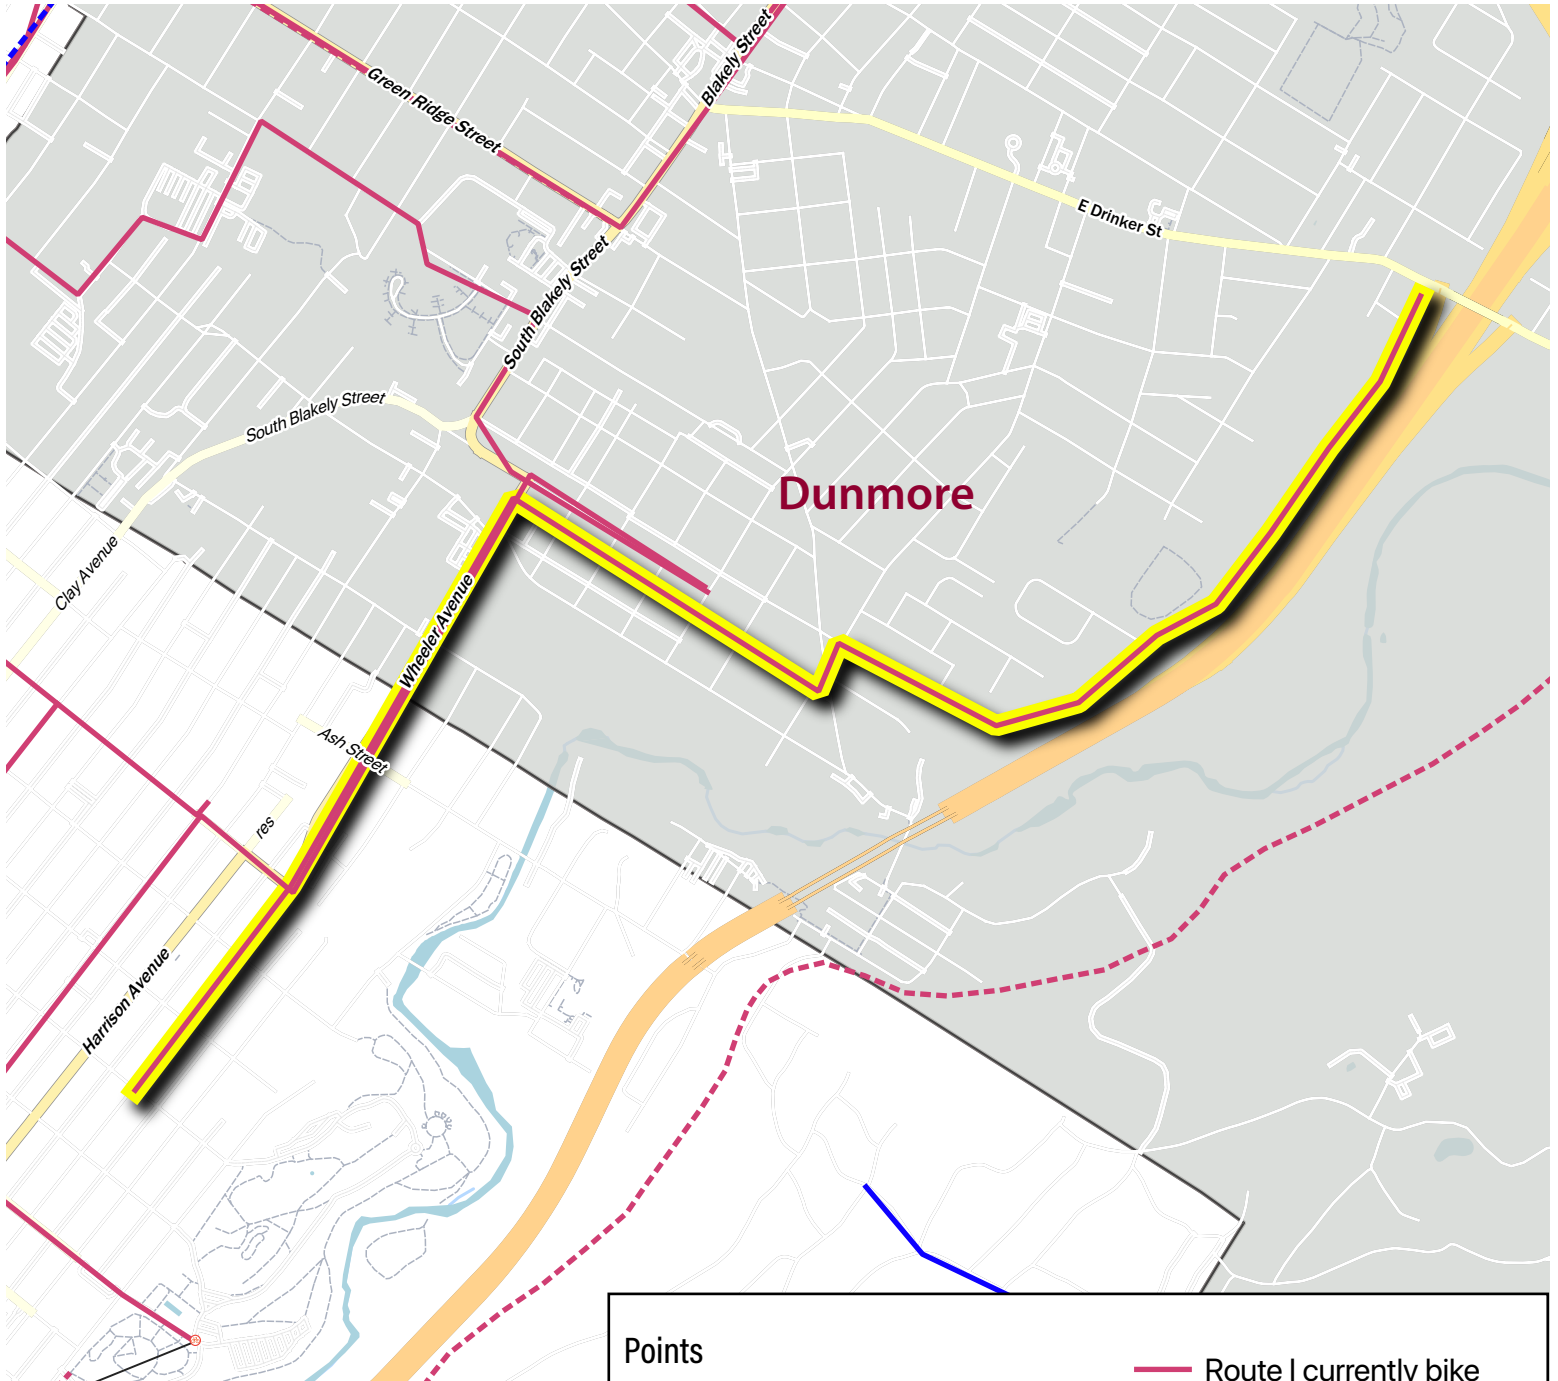 Blakely Street
Green Ridge Street
E Drinker St
South Blakely Street
South Blakely Street
Dunmore
Clay Avenue
Wheeler Avenue
Ash Street
res
Harrison Avenue
Points
Route I currently bike